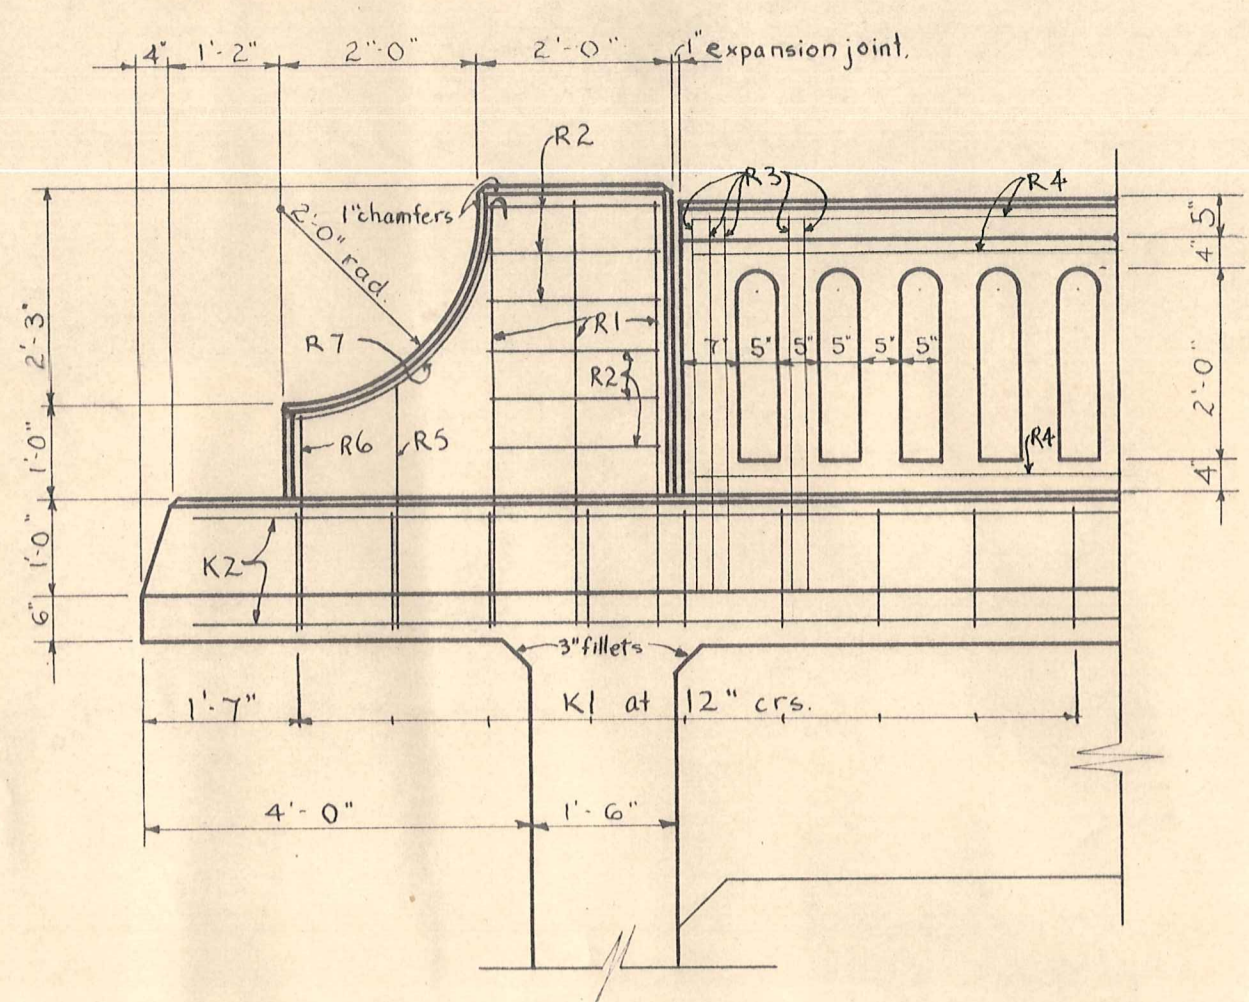 4" 1'-2" 2"-0" 2'-0" 1" expansion joint.
R2
R3 R4
1" chamfers
5"
2'-0" rad.
4"
2'-3"
R7
R1
7" 5" 5" 5" 5" 5"
R2
2'-0"
1'-0"
R6 R5
R4
4"
1'-0"
K2
6"
3" fillets
1'-7" K1 at 12" crs.
4'-0" 1'-6"